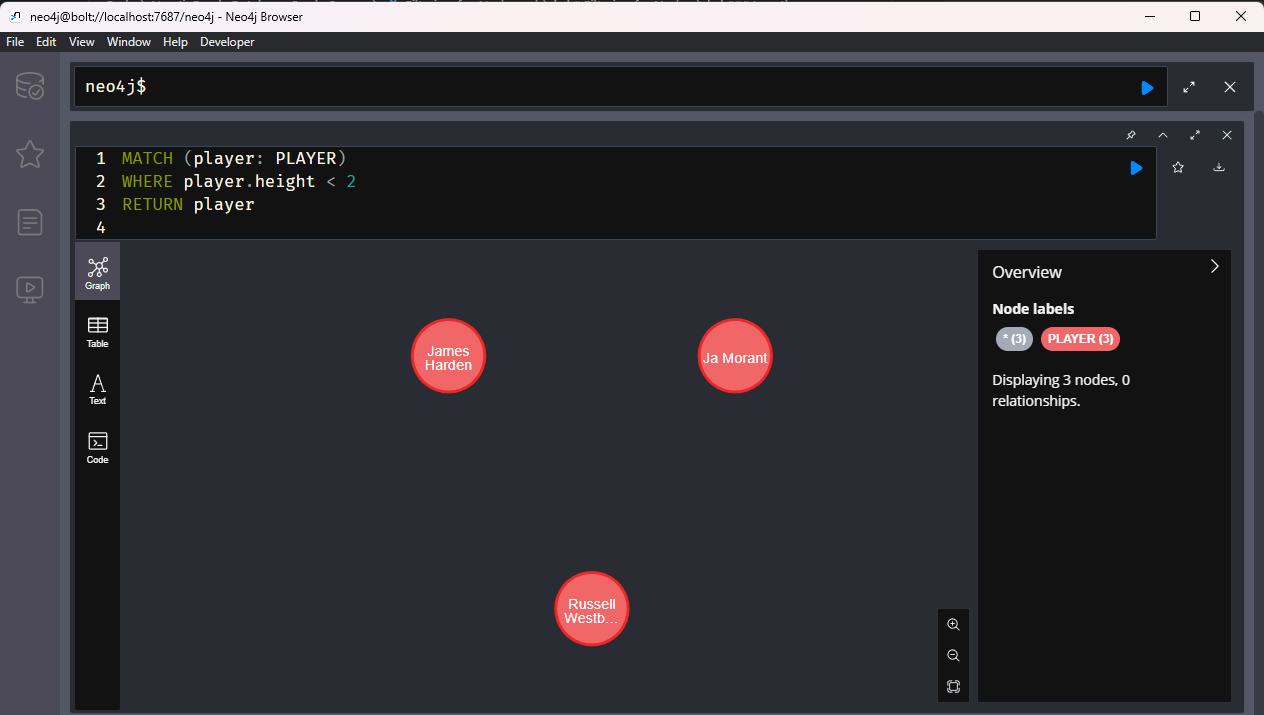 neo4j@bolt://localhost:7687/neo4j - Neo4j Browser
File Edit View Window Help Developer
neo4j$
1 MATCH (player: PLAYER)
2 WHERE player.height < 2
3 RETURN player
4
Graph
Table
Text
Code
James
Harden
Ja Morant
Russell
Westb...
Overview
Node labels
* (3) PLAYER (3)
Displaying 3 nodes, 0
relationships.